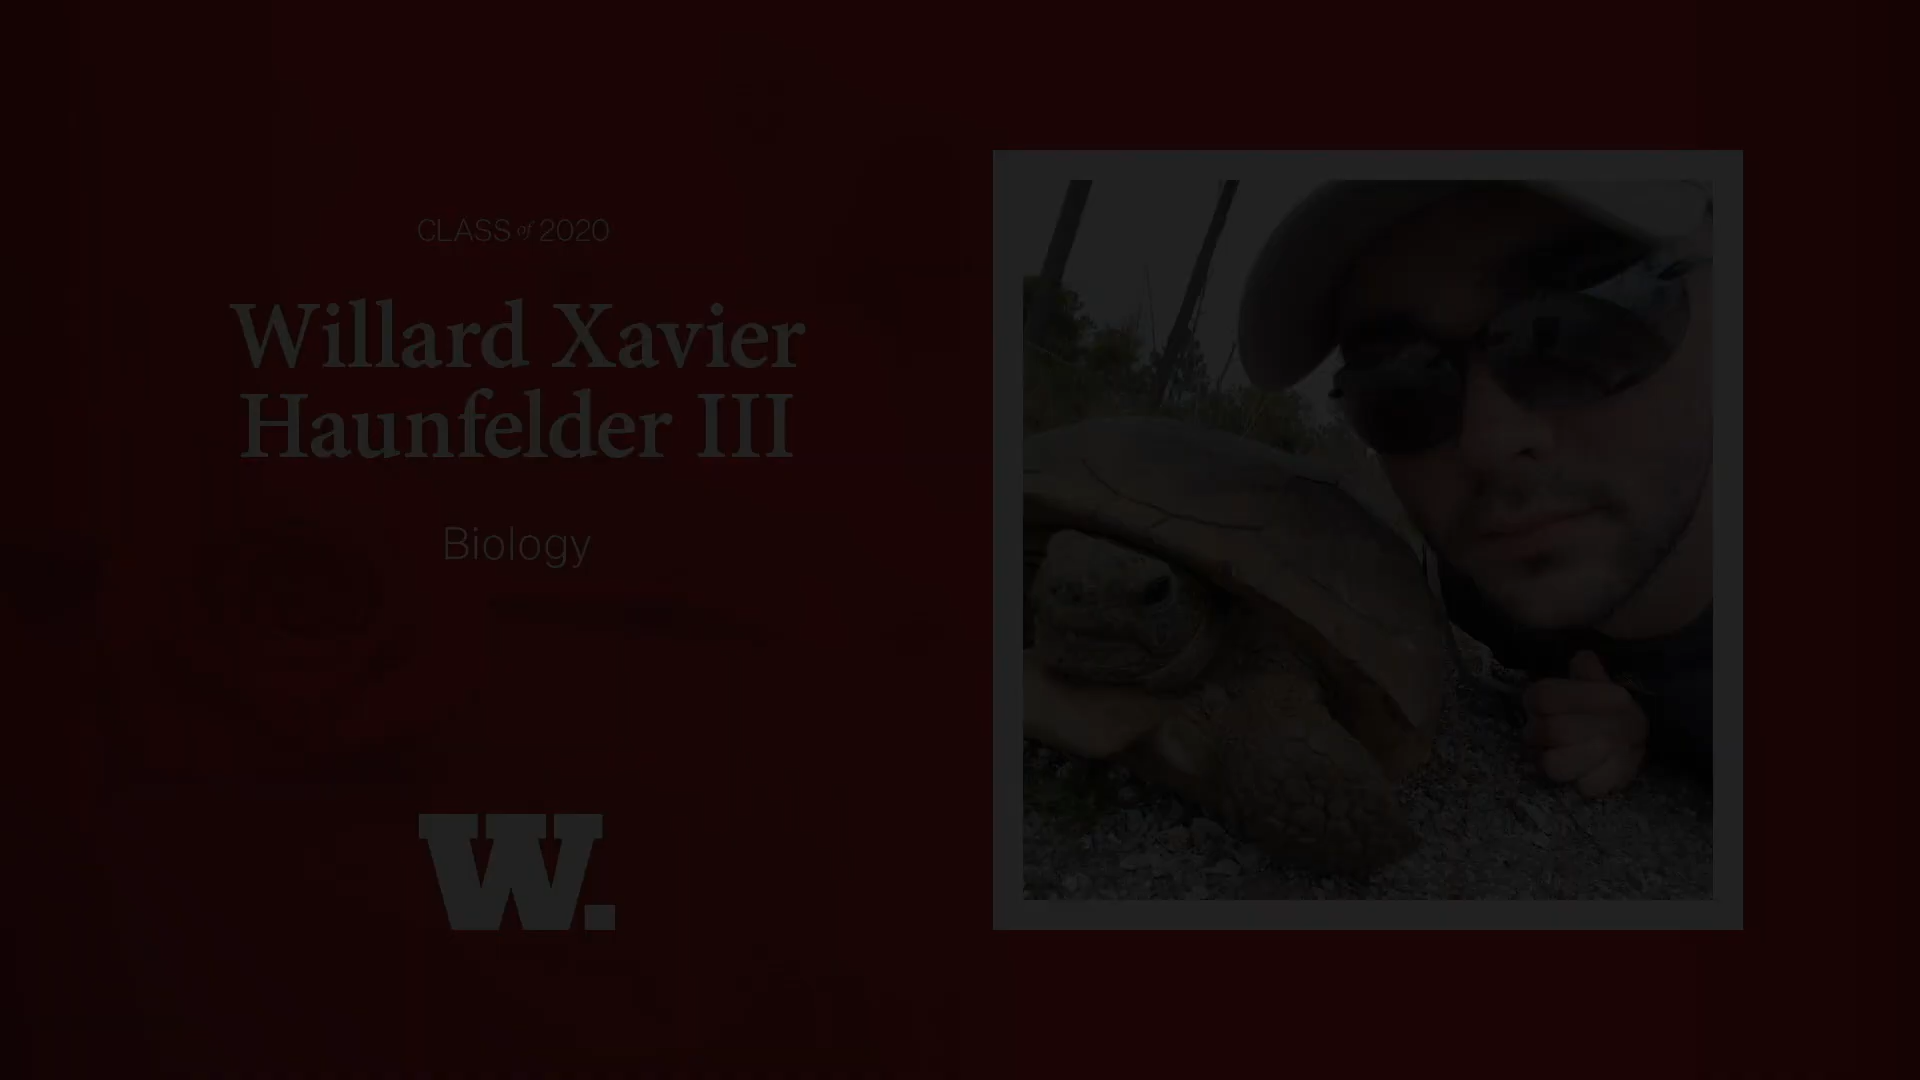 CLASS of 2020
Willard Xavier
Haunfelder III
Biology
W.